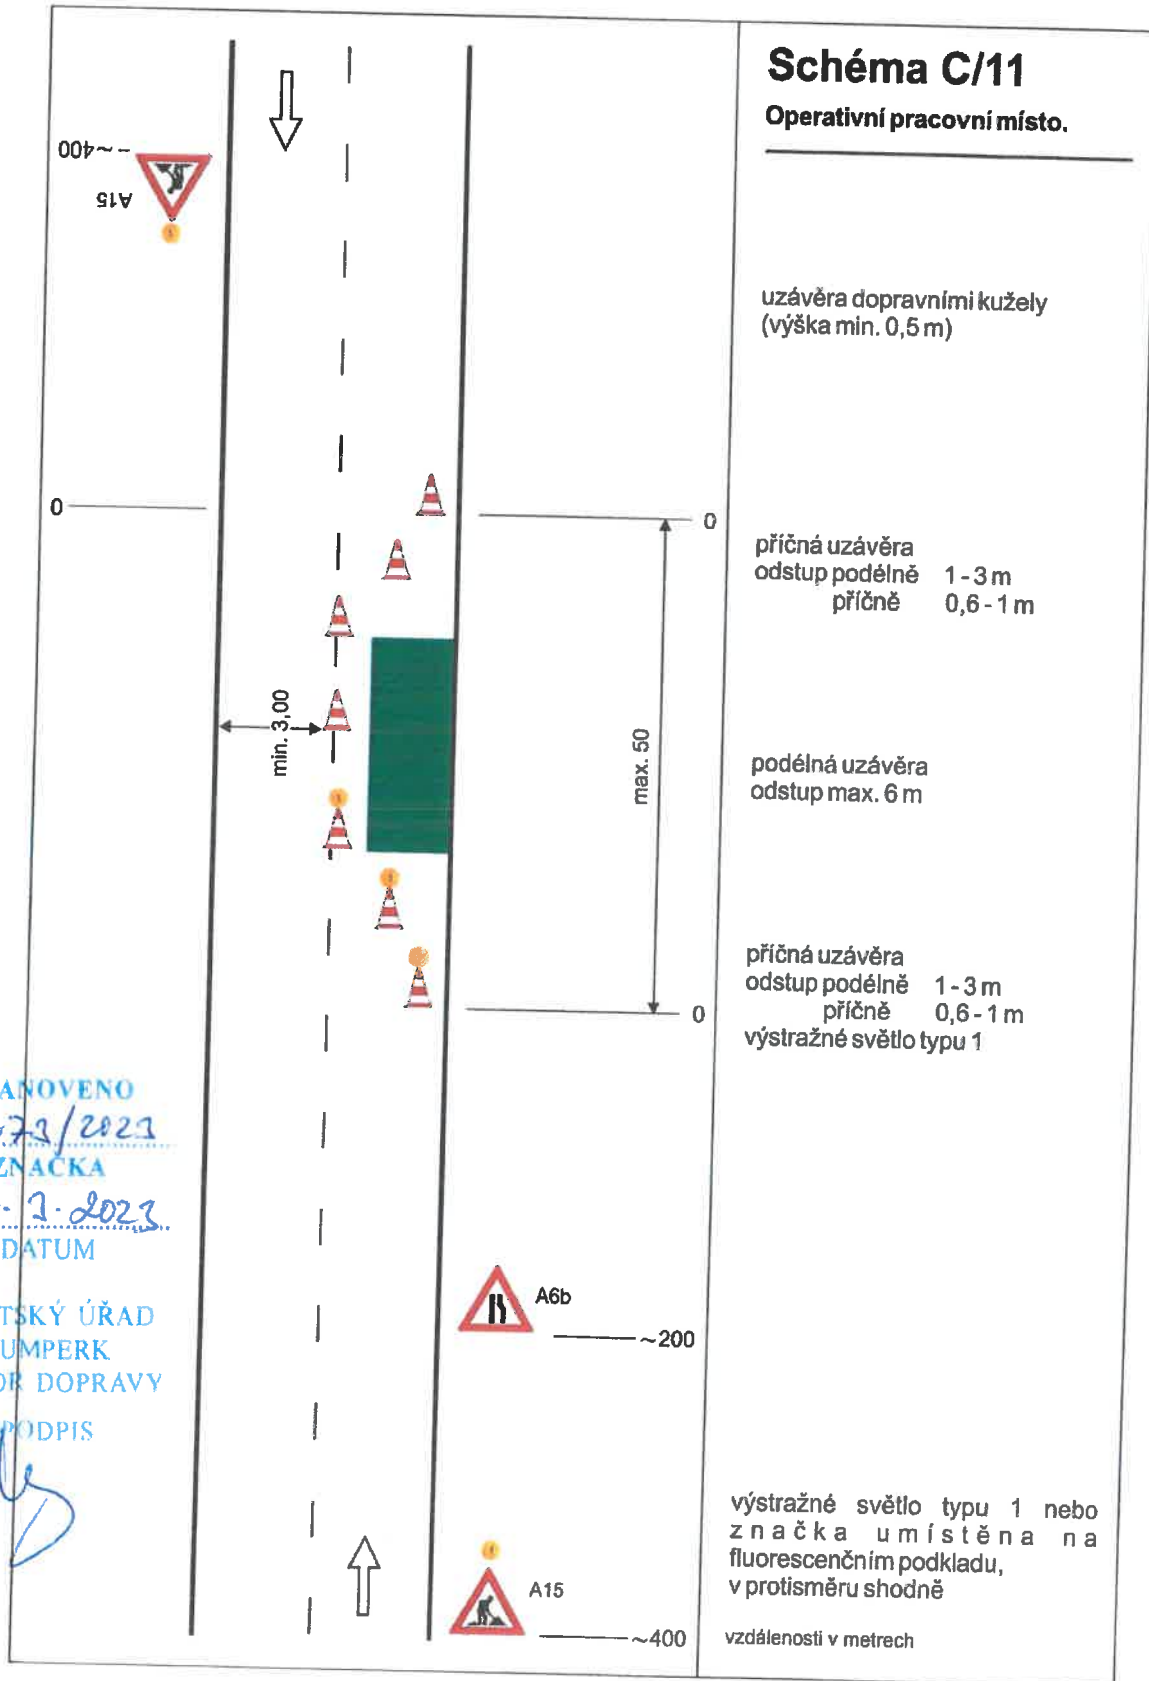 Schéma C/11
Operativní pracovní místo.
~400
A15
uzávěra dopravními kužely
(výška min. 0,5 m)
0
0
příčná uzávěra
odstup podélně 1 - 3 m
příčně 0,6 - 1 m
min. 3,00
max. 50
podélná uzávěra
odstup max. 6 m
příčná uzávěra
odstup podélně 1 - 3 m
příčně 0,6 - 1 m
výstražné světlo typu 1
0
ANOVENO
73/2023
ZNAČKA
. 1. 2023
DATUM
TSKÝ ÚŘAD
UMPERK
OR DOPRAVY
PODPIS
A6b
~200
výstražné světlo typu 1 nebo
značka umístěna na
fluorescenčním podkladu,
v protisměru shodně
A15
~400
vzdálenosti v metrech